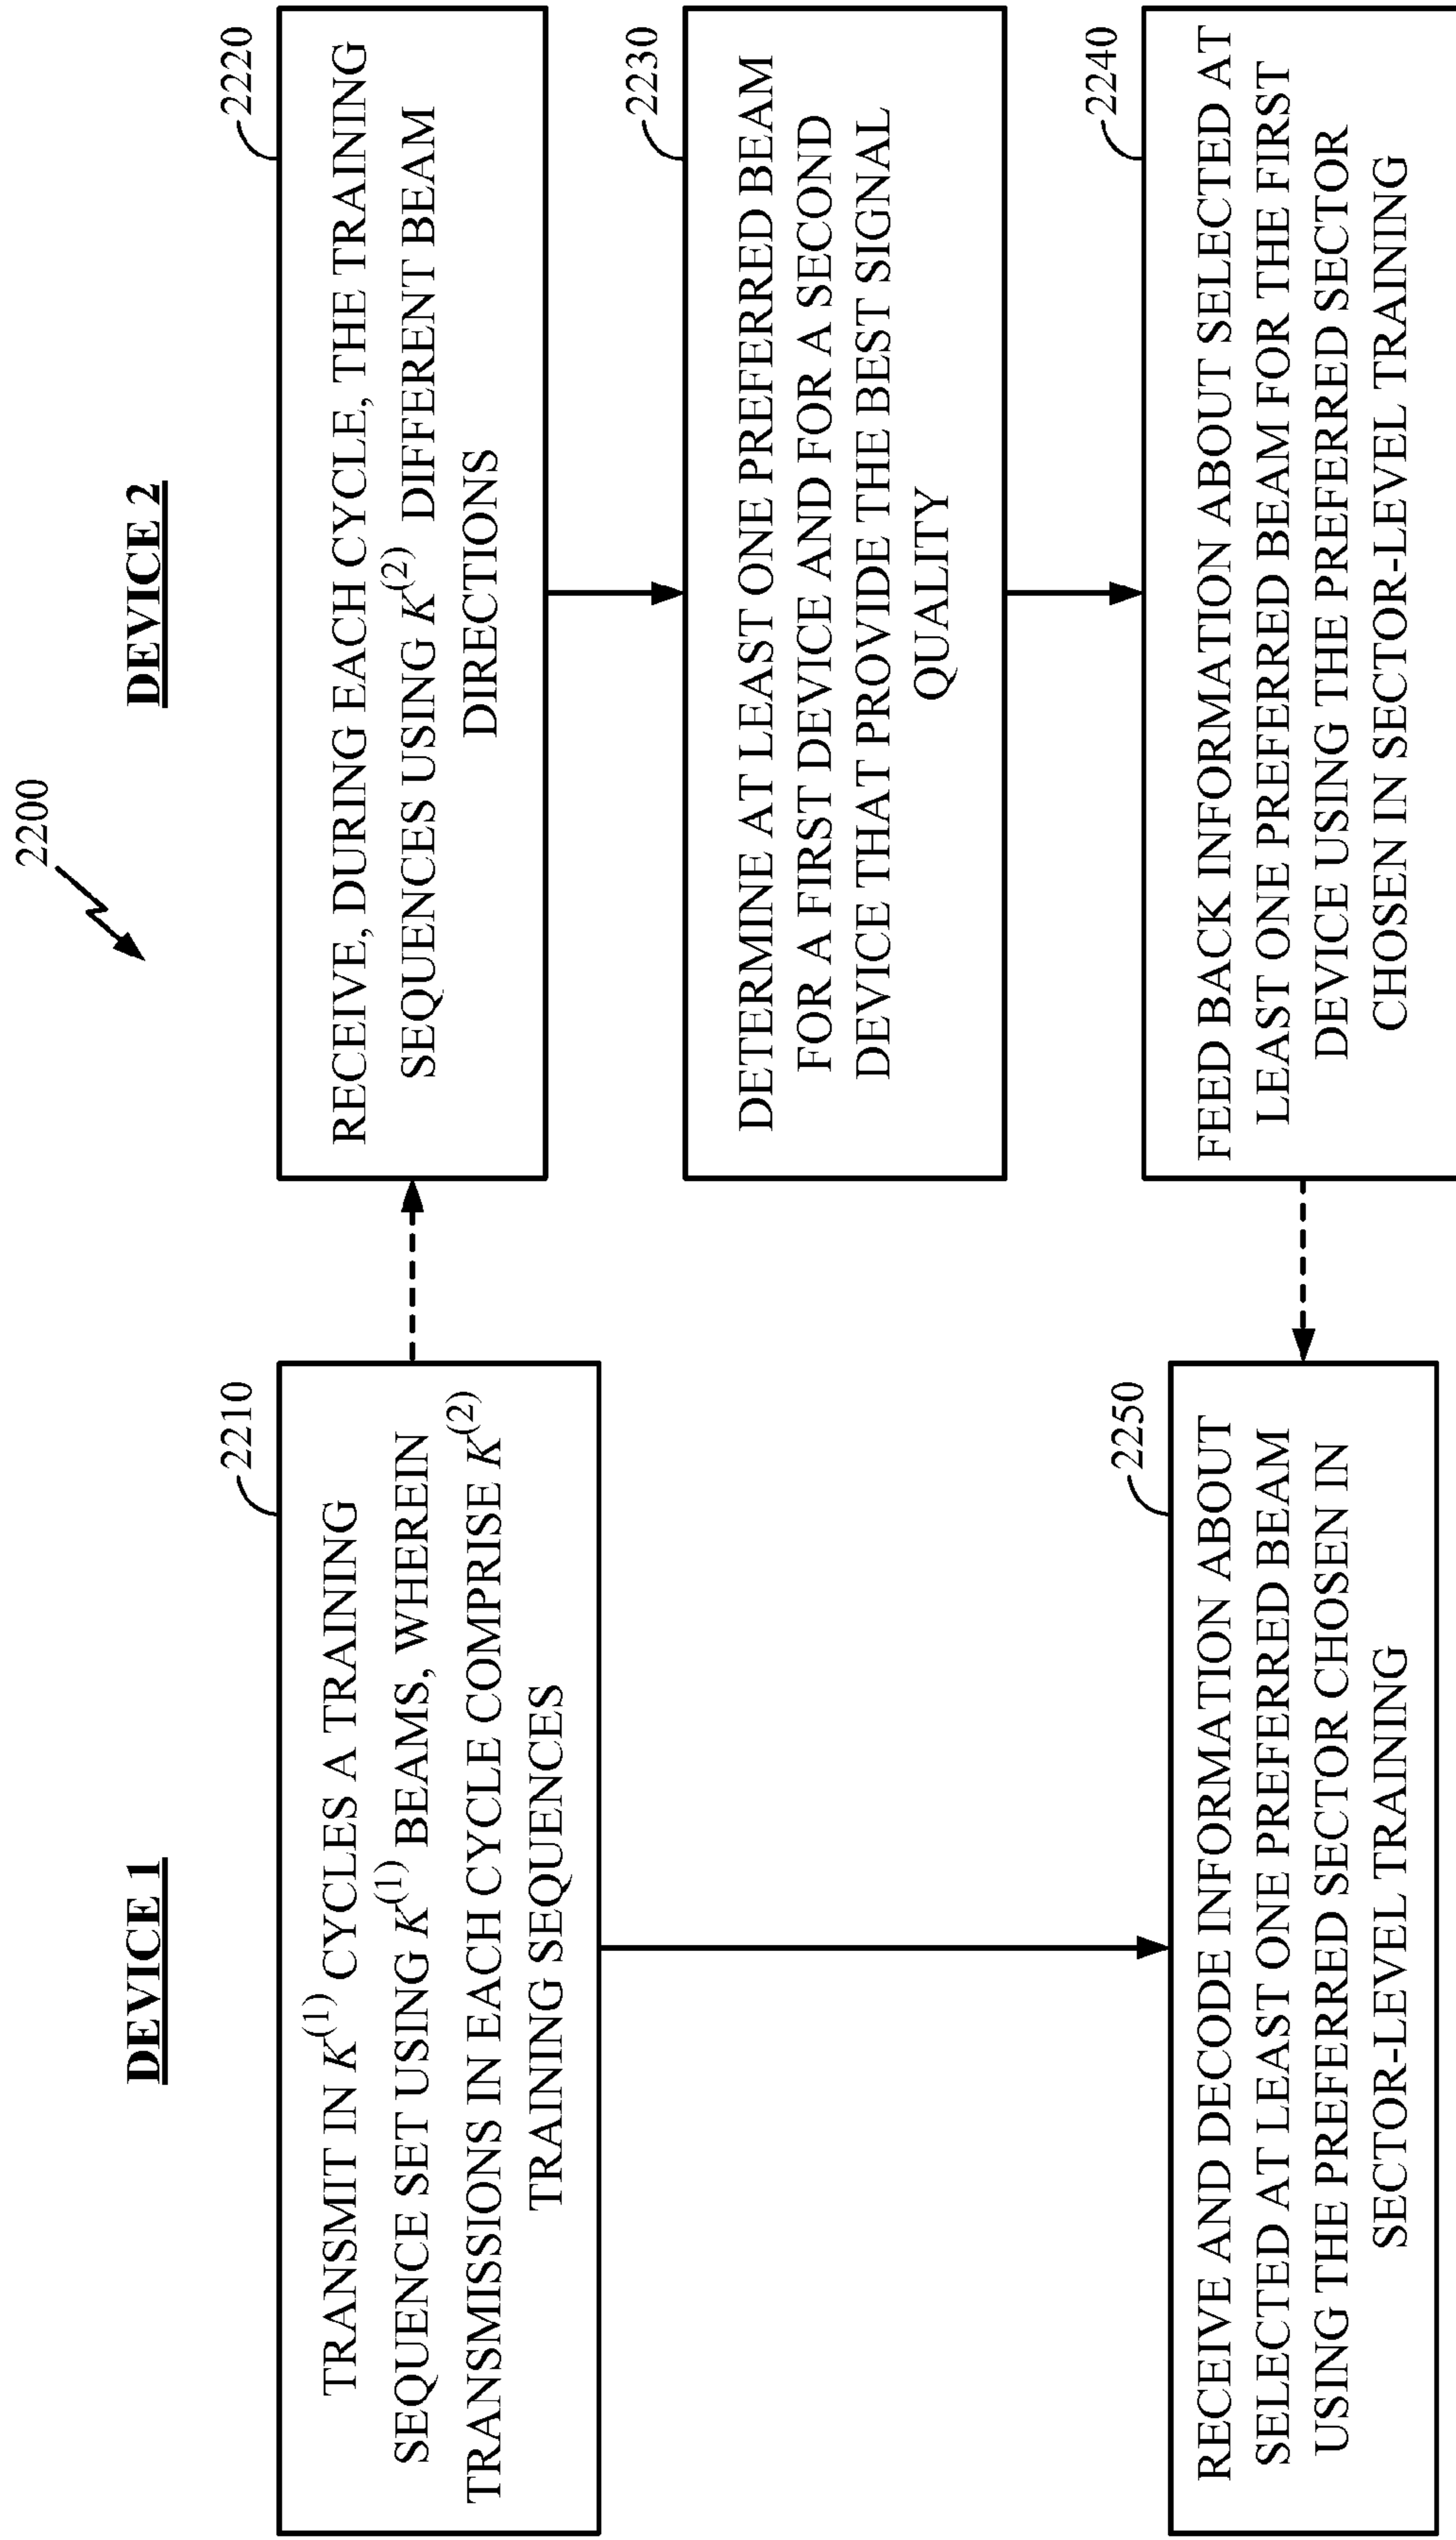 2200
DEVICE 1
DEVICE 2
2210
TRANSMIT IN K(1) CYCLES A TRAINING
SEQUENCE SET USING K(1) BEAMS, WHEREIN
TRANSMISSIONS IN EACH CYCLE COMPRISE K(2)
TRAINING SEQUENCES
2220
RECEIVE, DURING EACH CYCLE, THE TRAINING
SEQUENCES USING K(2) DIFFERENT BEAM
DIRECTIONS
2230
DETERMINE AT LEAST ONE PREFERRED BEAM
FOR A FIRST DEVICE AND FOR A SECOND
DEVICE THAT PROVIDE THE BEST SIGNAL
QUALITY
2240
FEED BACK INFORMATION ABOUT SELECTED AT
LEAST ONE PREFERRED BEAM FOR THE FIRST
DEVICE USING THE PREFERRED SECTOR
CHOSEN IN SECTOR-LEVEL TRAINING
2250
RECEIVE AND DECODE INFORMATION ABOUT
SELECTED AT LEAST ONE PREFERRED BEAM
USING THE PREFERRED SECTOR CHOSEN IN
SECTOR-LEVEL TRAINING